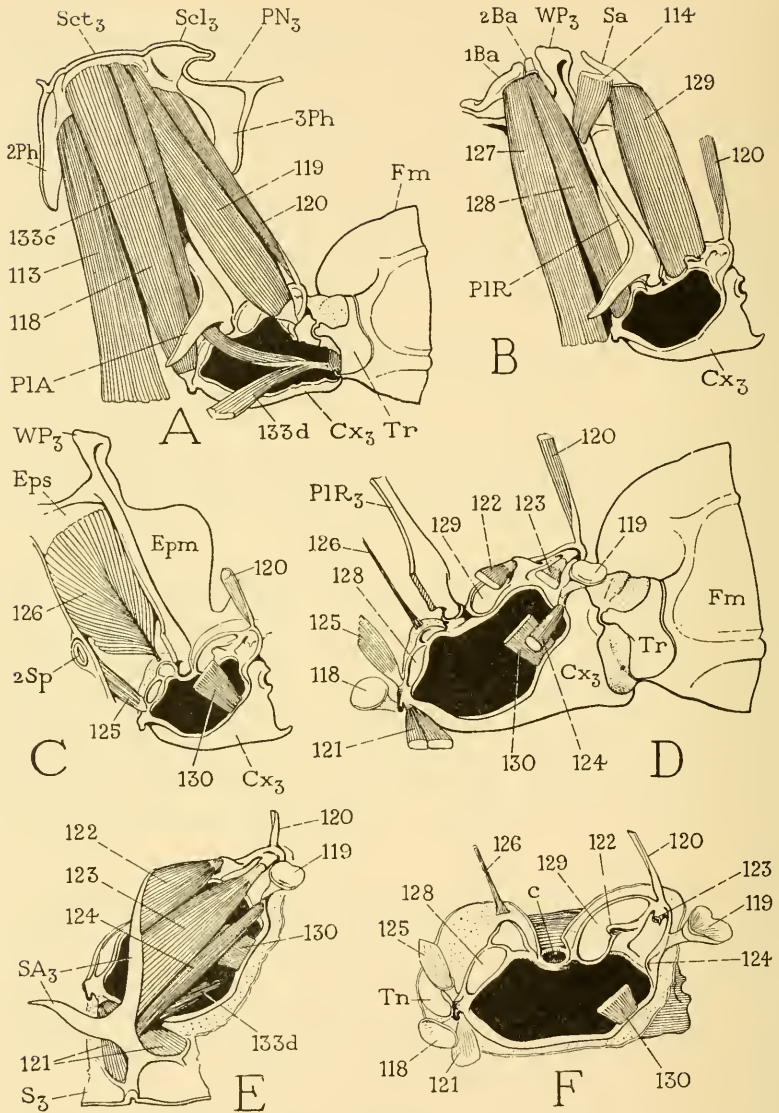 Sct3 Scl3 PN3
2Ph
3Ph
119
133c
120
Fm
113
118
PlA
A
133d Cx3 Tr
2Ba WP3 Sa 114
1Ba
129
127
120
128
PlR
B
Cx3
WP3
Eps
Epm
120
126
2Sp
125
C
130 Cx3
120
PlR3
122 123
129 119
126
128
125
Fm
118
Tr
Cx3
121
130 124
D
120
122
119
123
124
130
SA3
133d
121
S3
E
126 c 129 122 120
123
128 119
125
124
Tn
118
121
130
F